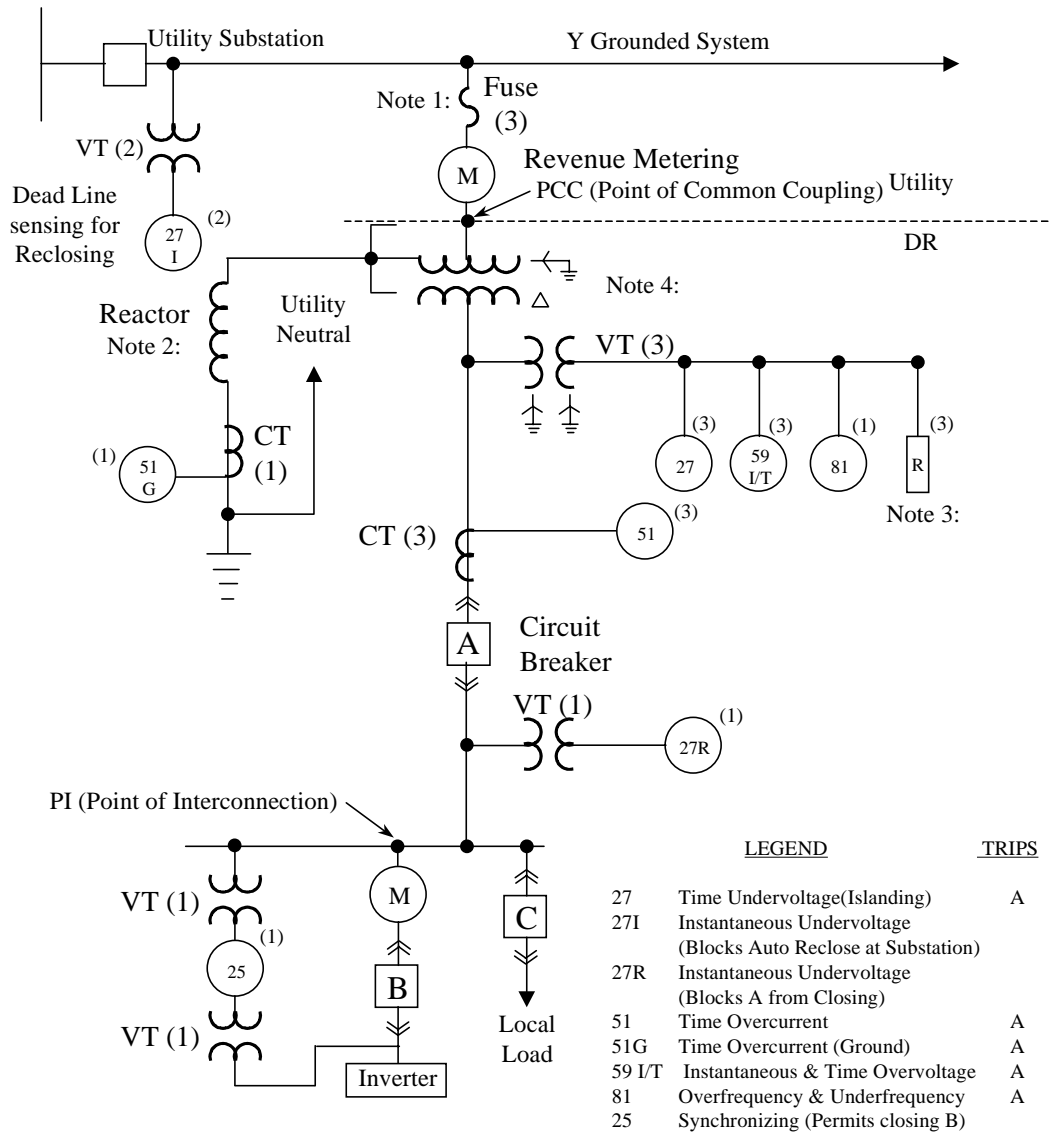 Utility Substation
Y Grounded System
Note 1:
Fuse
(3)
VT (2)
M
Revenue Metering
PCC (Point of Common Coupling)
Utility
Dead Line
sensing for
Reclosing
27
I
(2)
DR
Note 4:
Reactor
Note 2:
Utility
Neutral
VT (3)
(3)
27
(3)
59
I/T
(1)
81
(3)
R
Note 3:
CT
(1)
(1)
51
G
CT (3)
51
(3)
A
Circuit
Breaker
VT (1)
27R
(1)
PI (Point of Interconnection)
VT (1)
(1)
25
VT (1)
M
B
Inverter
C
Local
Load
LEGEND TRIPS
27 Time Undervoltage(Islanding) A
27I Instantaneous Undervoltage
(Blocks Auto Reclose at Substation)
27R Instantaneous Undervoltage
(Blocks A from Closing)
51 Time Overcurrent A
51G Time Overcurrent (Ground) A
59 I/T Instantaneous & Time Overvoltage A
81 Overfrequency & Underfrequency A
25 Synchronizing (Permits closing B)